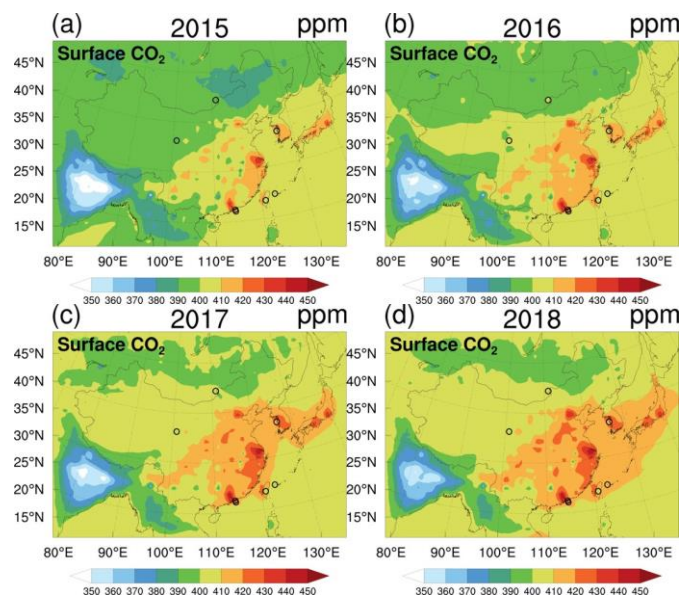 (a) 2015 ppm
Surface CO₂
45°N
40°N
35°N
30°N
25°N
20°N
15°N
80°E 90°E 100°E 110°E 120°E 130°E
350 360 370 380 390 400 410 420 430 440 450
(b) 2016 ppm
Surface CO₂
45°N
40°N
35°N
30°N
25°N
20°N
15°N
80°E 90°E 100°E 110°E 120°E 130°E
350 360 370 380 390 400 410 420 430 440 450
(c) 2017 ppm
Surface CO₂
45°N
40°N
35°N
30°N
25°N
20°N
15°N
80°E 90°E 100°E 110°E 120°E 130°E
350 360 370 380 390 400 410 420 430 440 450
(d) 2018 ppm
Surface CO₂
45°N
40°N
35°N
30°N
25°N
20°N
15°N
80°E 90°E 100°E 110°E 120°E 130°E
350 360 370 380 390 400 410 420 430 440 450